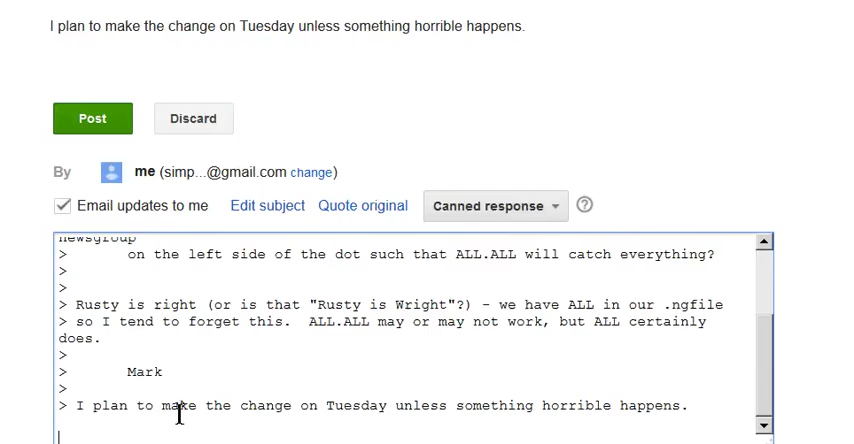 I plan to make the change on Tuesday unless something horrible happens.
Post Discard
By me (simp...@gmail.com change)
Email updates to me Edit subject Quote original Canned response ?
newsgroup
> on the left side of the dot such that ALL.ALL will catch everything?
>
>
> Rusty is right (or is that "Rusty is Wright"?) - we have ALL in our .ngfile
> so I tend to forget this. ALL.ALL may or may not work, but ALL certainly
does.
>
> Mark
>
> I plan to make the change on Tuesday unless something horrible happens.